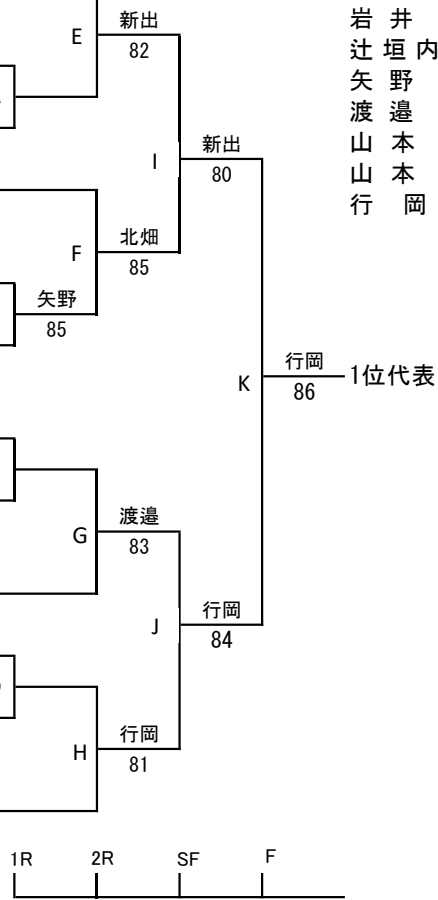 岩 井
辻 垣 内
矢 野
渡 邉
山 本
山 本
行 岡
E
新出
82
I
新出
80
F
北畑
85
矢野
85
K
行岡
86
1位代表
G
渡邉
83
J
行岡
84
H
行岡
81
1R 2R SF F